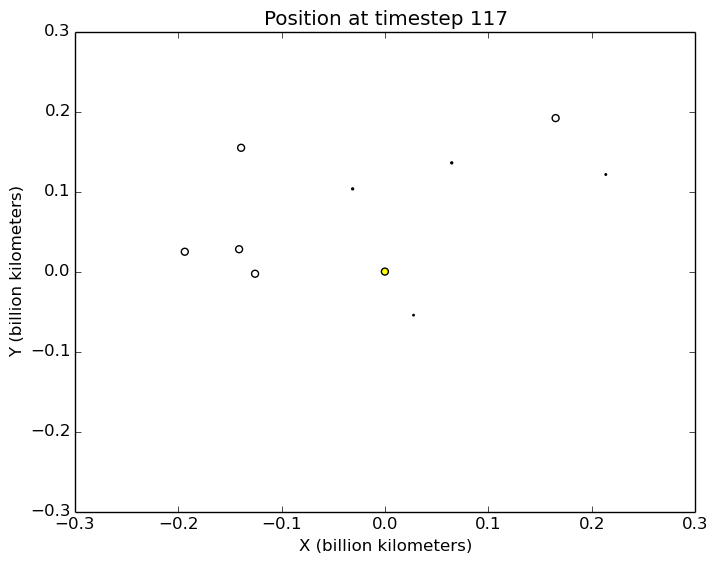 Position at timestep 117
0.3
0.2
0.1
0.0
−0.1
−0.2
−0.3
Y (billion kilometers)
−0.3 −0.2 −0.1 0.0 0.1 0.2 0.3
X (billion kilometers)